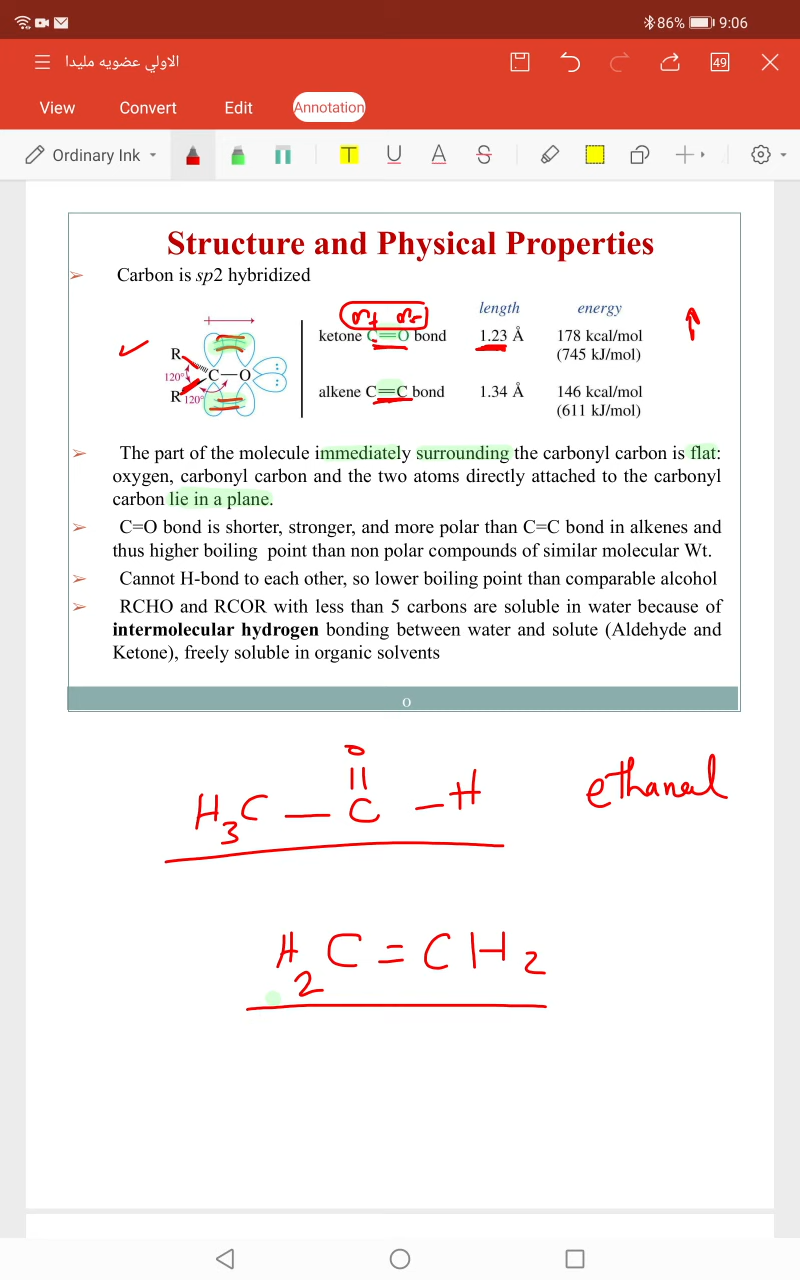 86% 9:06
الاولي عضويه مليدا
49
View Convert Edit Annotation
Ordinary Ink T U A S
Structure and Physical Properties
➢ Carbon is sp2 hybridized
length energy
ketone C=O bond 1.23 Å 178 kcal/mol
(745 kJ/mol)
alkene C=C bond 1.34 Å 146 kcal/mol
(611 kJ/mol)
R
120° C—O
R 120°
➢ The part of the molecule immediately surrounding the carbonyl carbon is flat:
oxygen, carbonyl carbon and the two atoms directly attached to the carbonyl
carbon lie in a plane.
➢ C=O bond is shorter, stronger, and more polar than C=C bond in alkenes and
thus higher boiling point than non polar compounds of similar molecular Wt.
➢ Cannot H-bond to each other, so lower boiling point than comparable alcohol
➢ RCHO and RCOR with less than 5 carbons are soluble in water because of
intermolecular hydrogen bonding between water and solute (Aldehyde and
Ketone), freely soluble in organic solvents
O
O
H3C — C — H ethanal
H2C = CH2